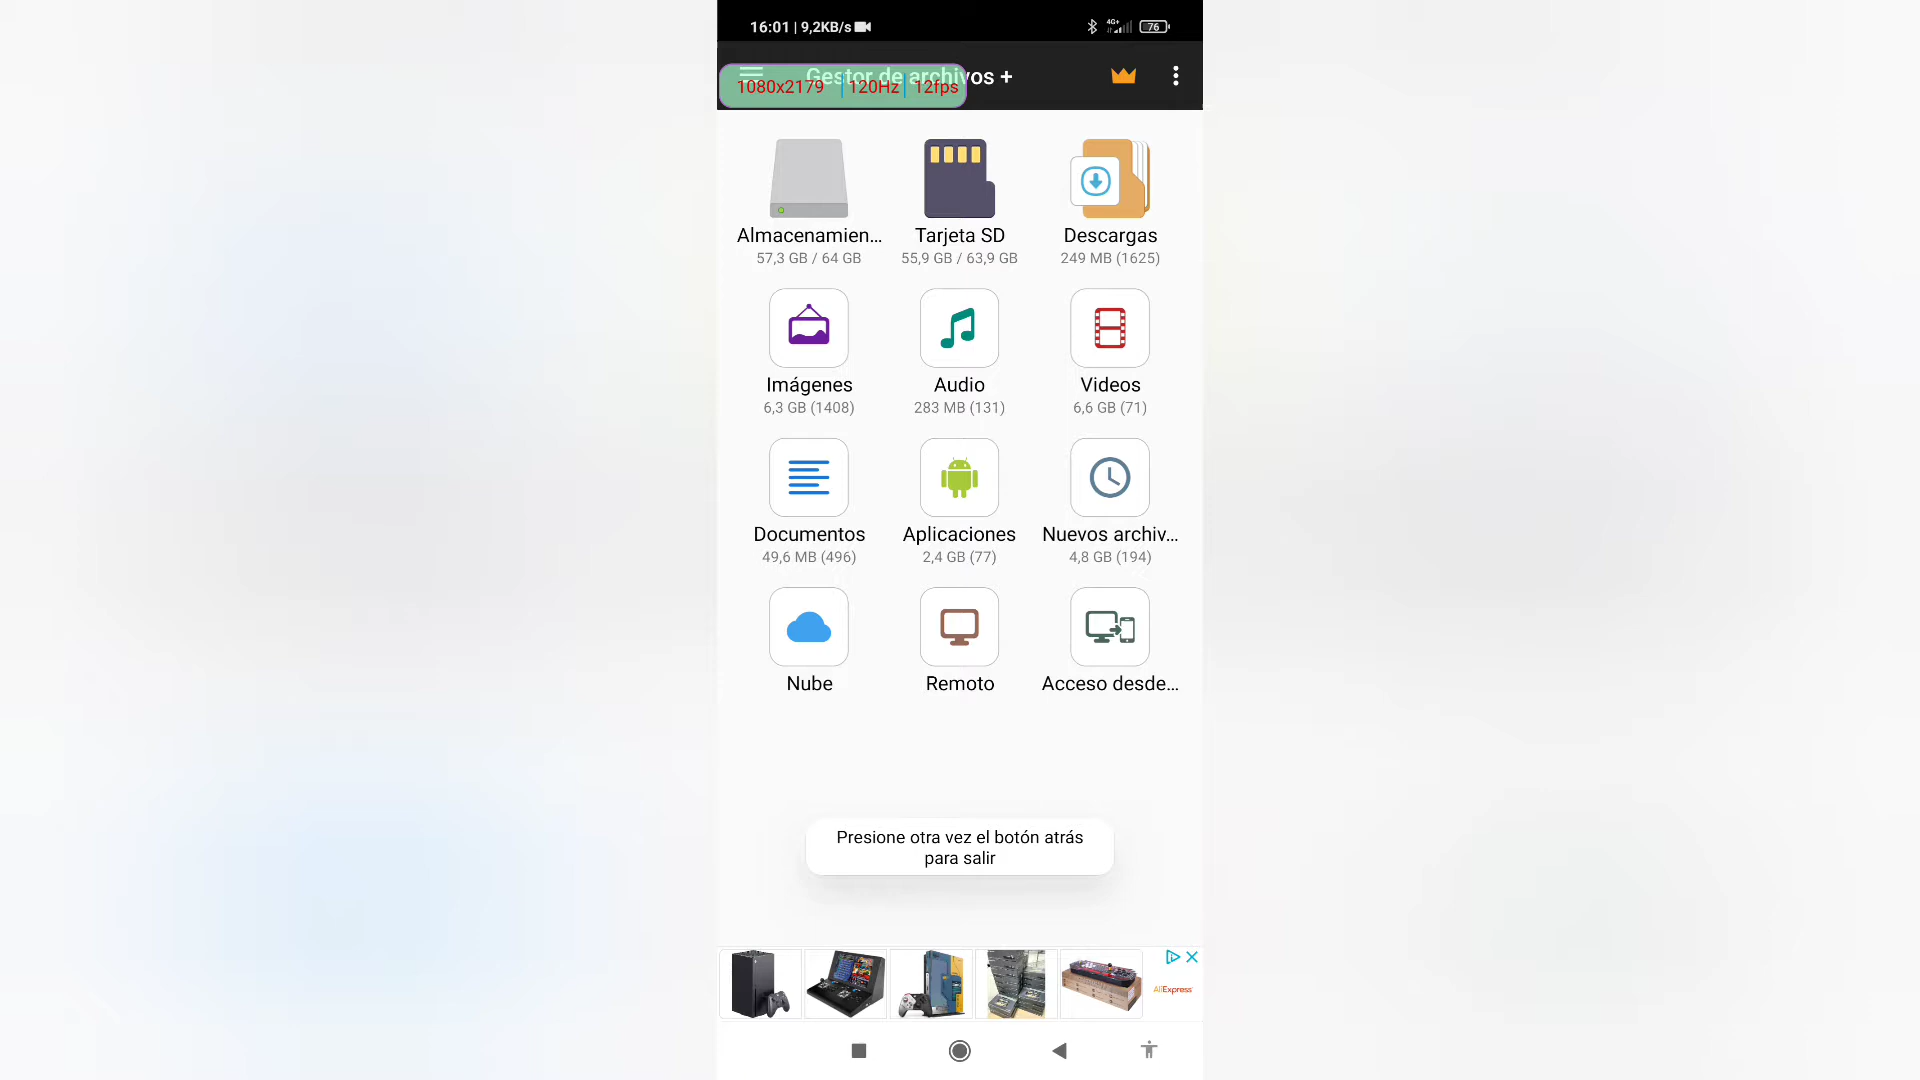 16:01 | 9,2KB/s
4G+
76
Gestor de archivos +
1080x2179 | 120Hz | 12fps
Almacenamien...
Tarjeta SD
Descargas
57,3 GB / 64 GB
55,9 GB / 63,9 GB
249 MB (1625)
Imágenes
Audio
Videos
6,3 GB (1408)
283 MB (131)
6,6 GB (71)
Documentos
Aplicaciones
Nuevos archiv...
49,6 MB (496)
2,4 GB (77)
4,8 GB (194)
Nube
Remoto
Acceso desde...
Presione otra vez el botón atrás
para salir
AliExpress